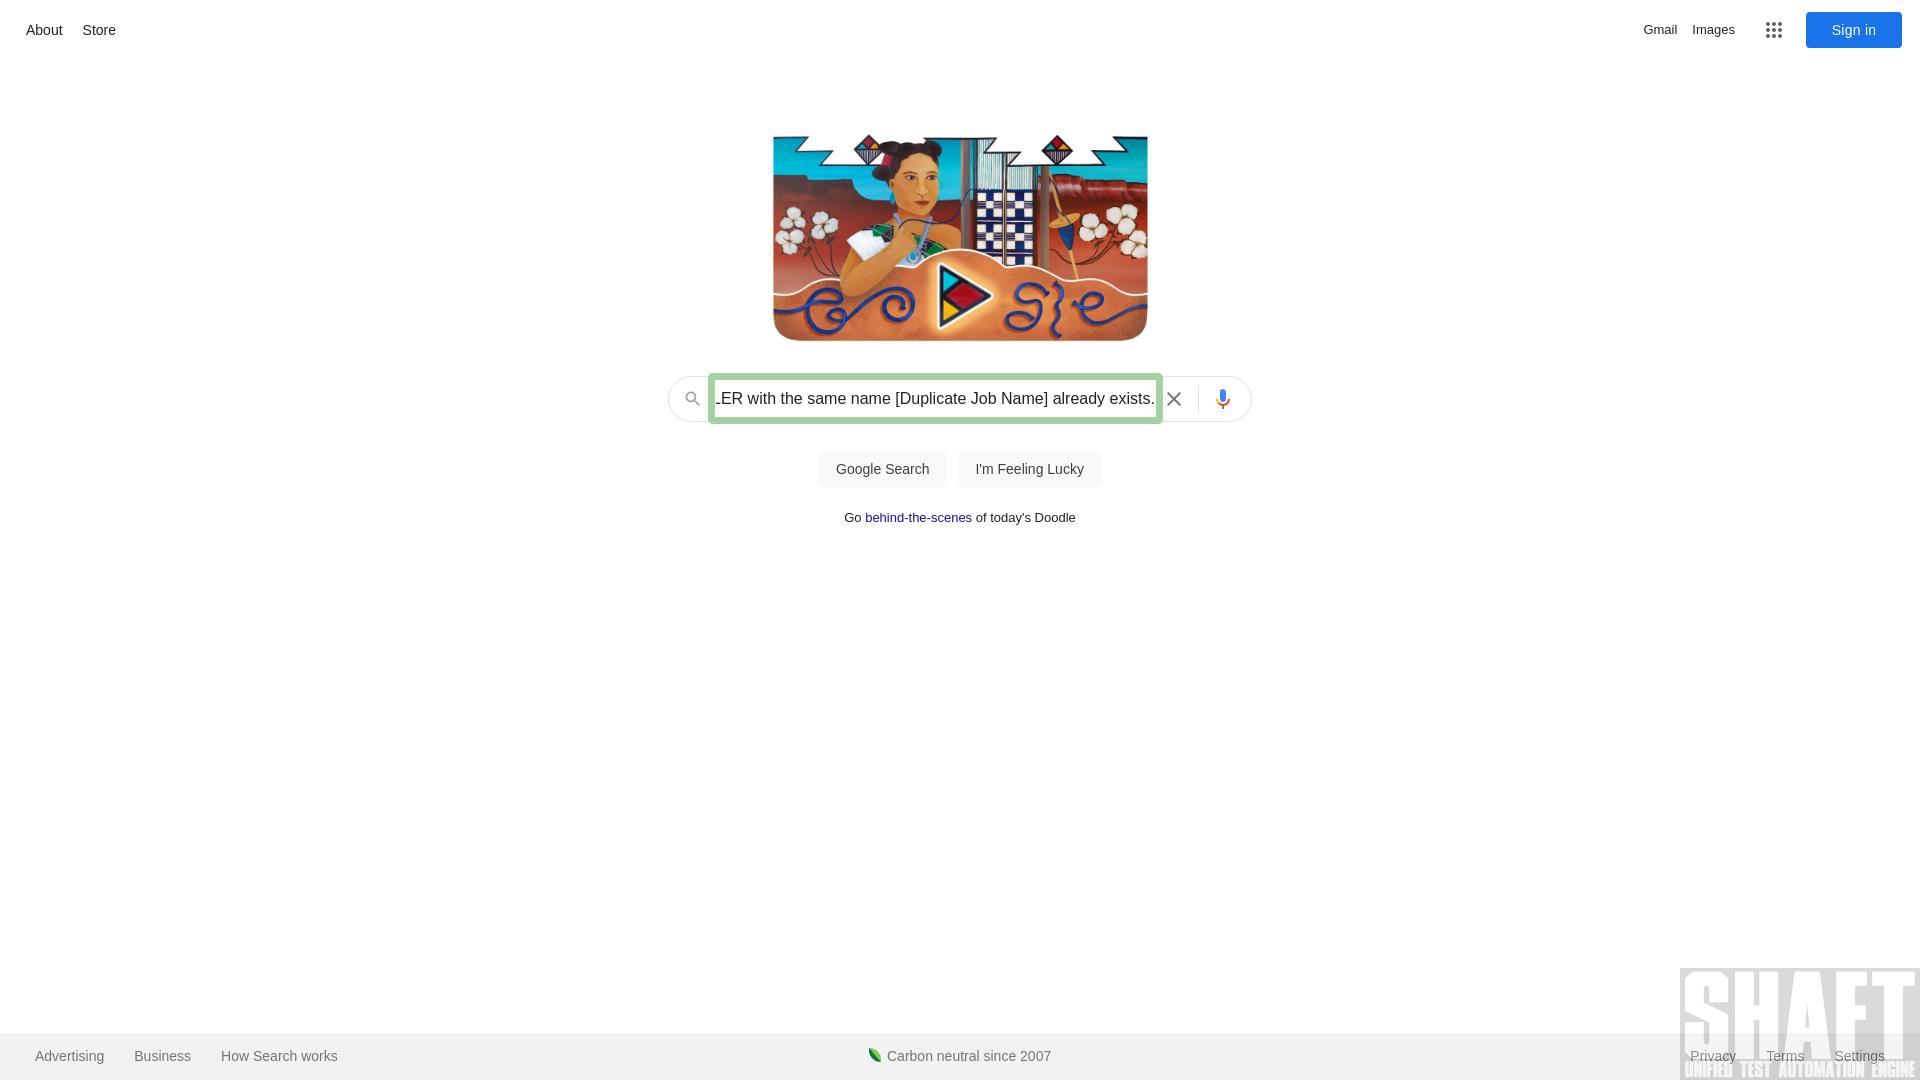 About Store
Gmail Images
Sign in
LER with the same name [Duplicate Job Name] already exists.
Google Search
I'm Feeling Lucky
Go behind-the-scenes of today's Doodle
Advertising Business How Search works
Carbon neutral since 2007
Privacy Terms Settings
SHAFT
UNIFIED TEST AUTOMATION ENGINE